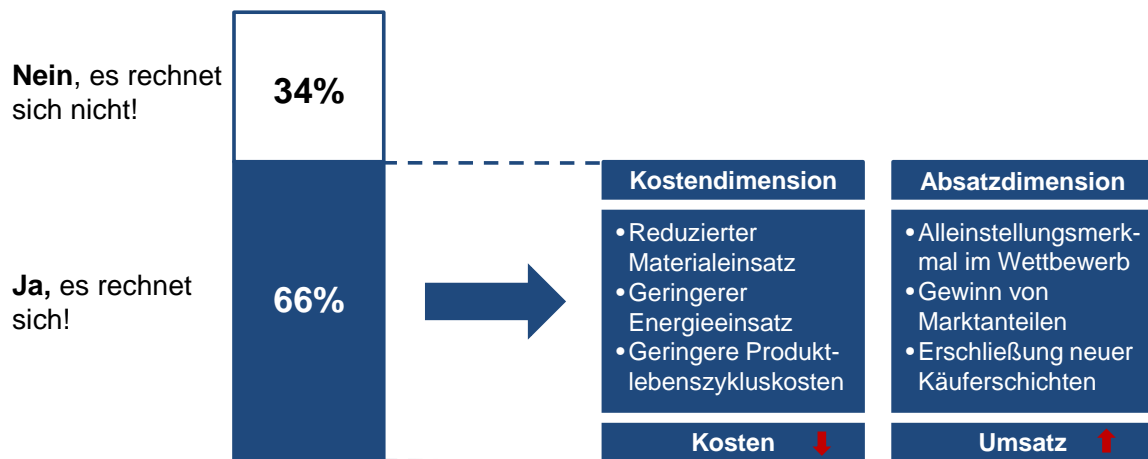 Nein, es rechnet
sich nicht!
34%
Ja, es rechnet
sich!
66%
Kostendimension
•Reduzierter
Materialeinsatz
•Geringerer
Energieeinsatz
•Geringere Produkt-
lebenszykluskosten
Kosten
Absatzdimension
•Alleinstellungsmerk-
mal im Wettbewerb
•Gewinn von
Marktanteilen
•Erschließung neuer
Käuferschichten
Umsatz